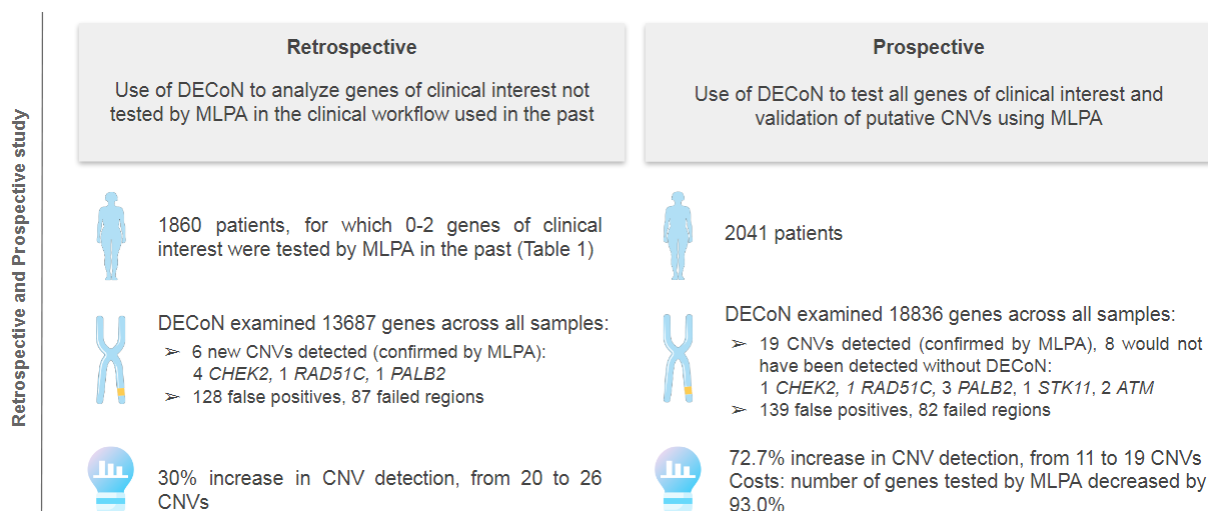 Retrospective and Prospective study
Retrospective
Use of DECoN to analyze genes of clinical interest not
tested by MLPA in the clinical workflow used in the past
1860 patients, for which 0-2 genes of clinical
interest were tested by MLPA in the past (Table 1)
DECoN examined 13687 genes across all samples:
➢ 6 new CNVs detected (confirmed by MLPA):
4 CHEK2, 1 RAD51C, 1 PALB2
➢ 128 false positives, 87 failed regions
30% increase in CNV detection, from 20 to 26
CNVs
Prospective
Use of DECoN to test all genes of clinical interest and
validation of putative CNVs using MLPA
2041 patients
DECoN examined 18836 genes across all samples:
➢ 19 CNVs detected (confirmed by MLPA), 8 would not
have been detected without DECoN:
1 CHEK2, 1 RAD51C, 3 PALB2, 1 STK11, 2 ATM
➢ 139 false positives, 82 failed regions
72.7% increase in CNV detection, from 11 to 19 CNVs
Costs: number of genes tested by MLPA decreased by
93.0%